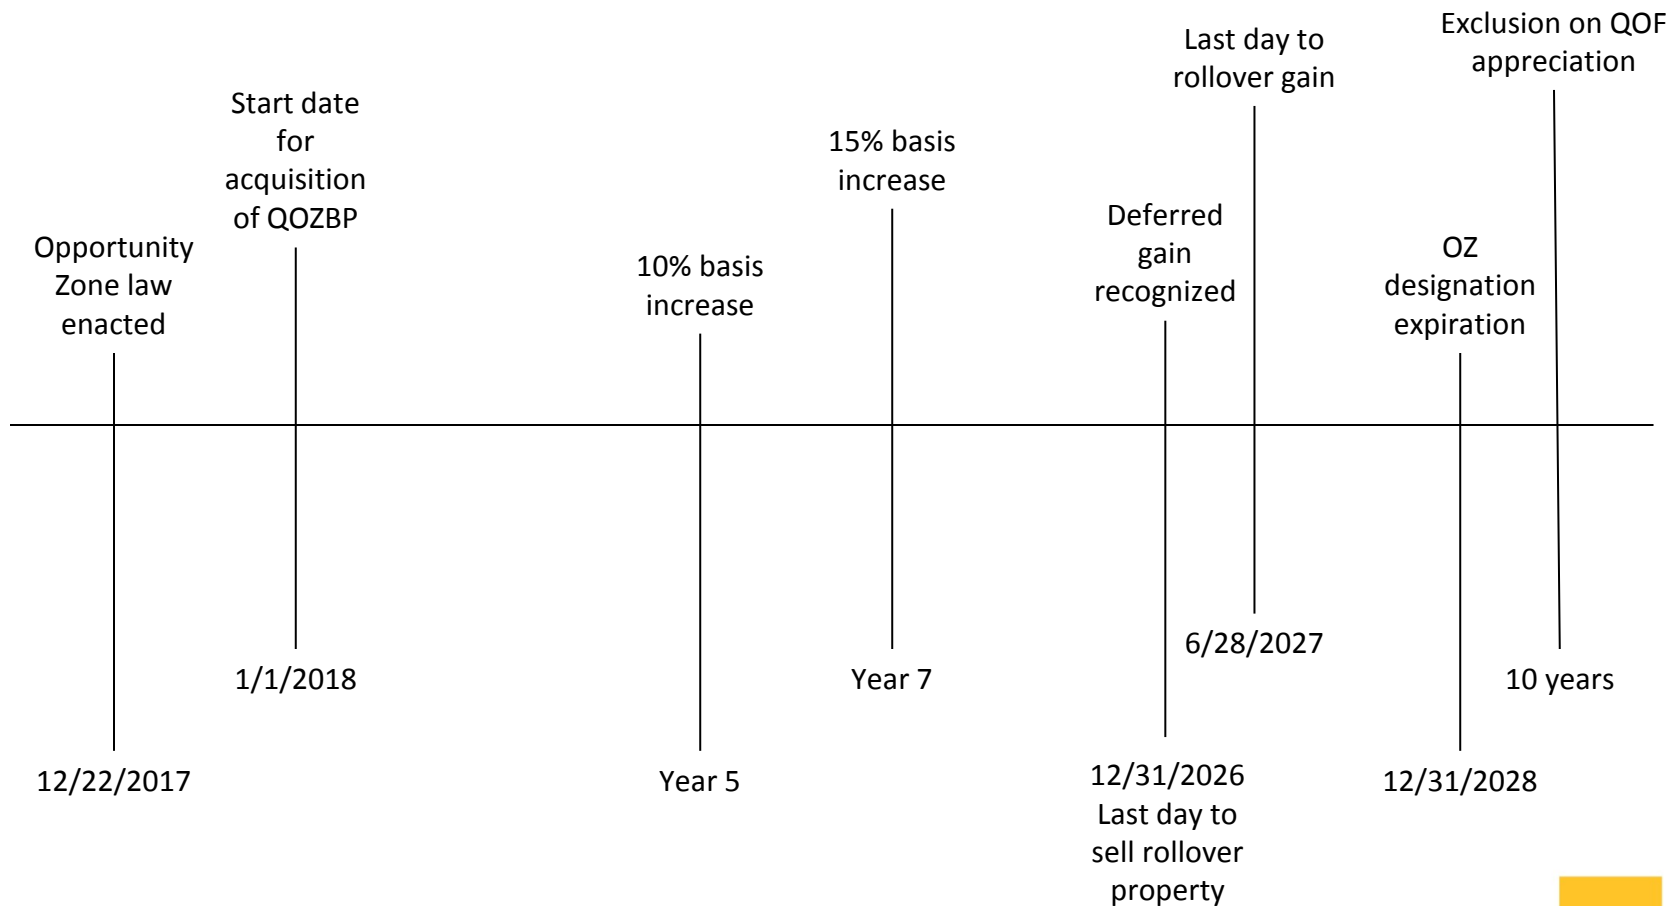 Opportunity
Zone law
enacted
12/22/2017
Start date
for
acquisition
of QOZBP
1/1/2018
10% basis
increase
Year 5
15% basis
increase
Year 7
Deferred
gain
recognized
12/31/2026
Last day to
sell rollover
property
Last day to
rollover gain
6/28/2027
OZ
designation
expiration
12/31/2028
Exclusion on QOF
appreciation
10 years